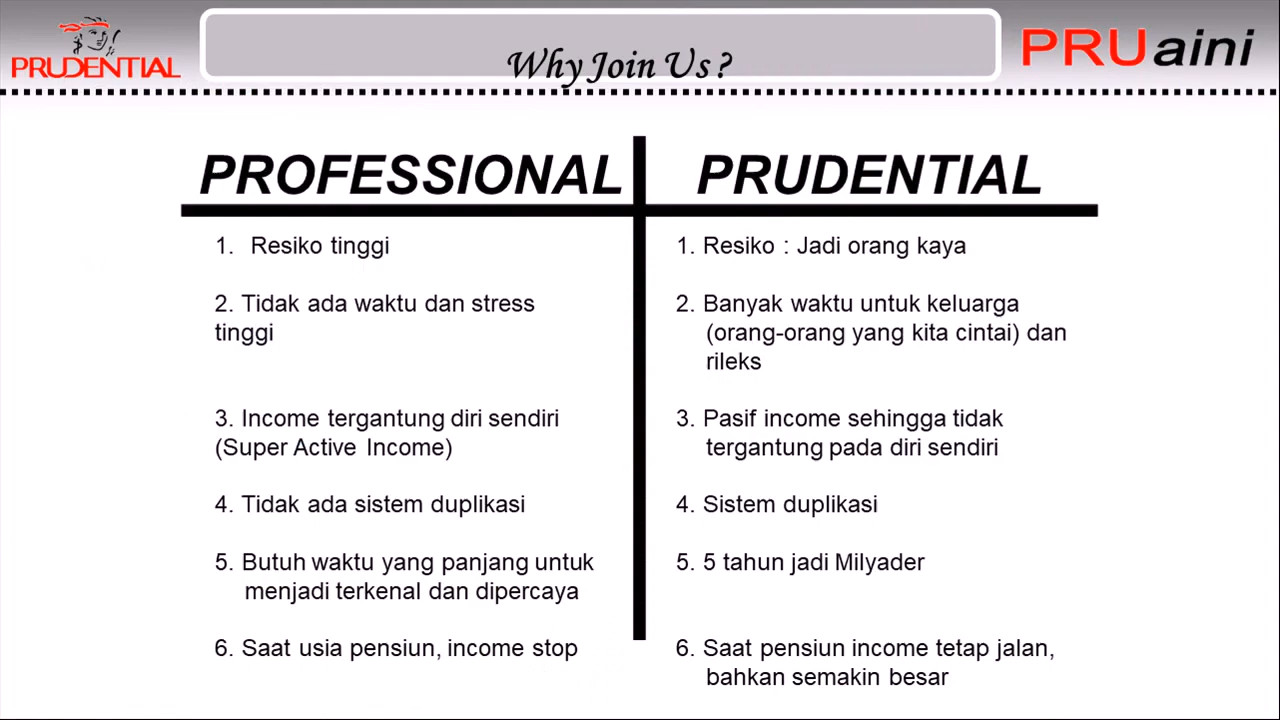 PRUDENTIAL
Why Join Us ?
PRUaini
PROFESSIONAL
1. Resiko tinggi
2. Tidak ada waktu dan stress
tinggi
3. Income tergantung diri sendiri
(Super Active Income)
4. Tidak ada sistem duplikasi
5. Butuh waktu yang panjang untuk
menjadi terkenal dan dipercaya
6. Saat usia pensiun, income stop
PRUDENTIAL
1. Resiko : Jadi orang kaya
2. Banyak waktu untuk keluarga
(orang-orang yang kita cintai) dan
rileks
3. Pasif income sehingga tidak
tergantung pada diri sendiri
4. Sistem duplikasi
5. 5 tahun jadi Milyader
6. Saat pensiun income tetap jalan,
bahkan semakin besar